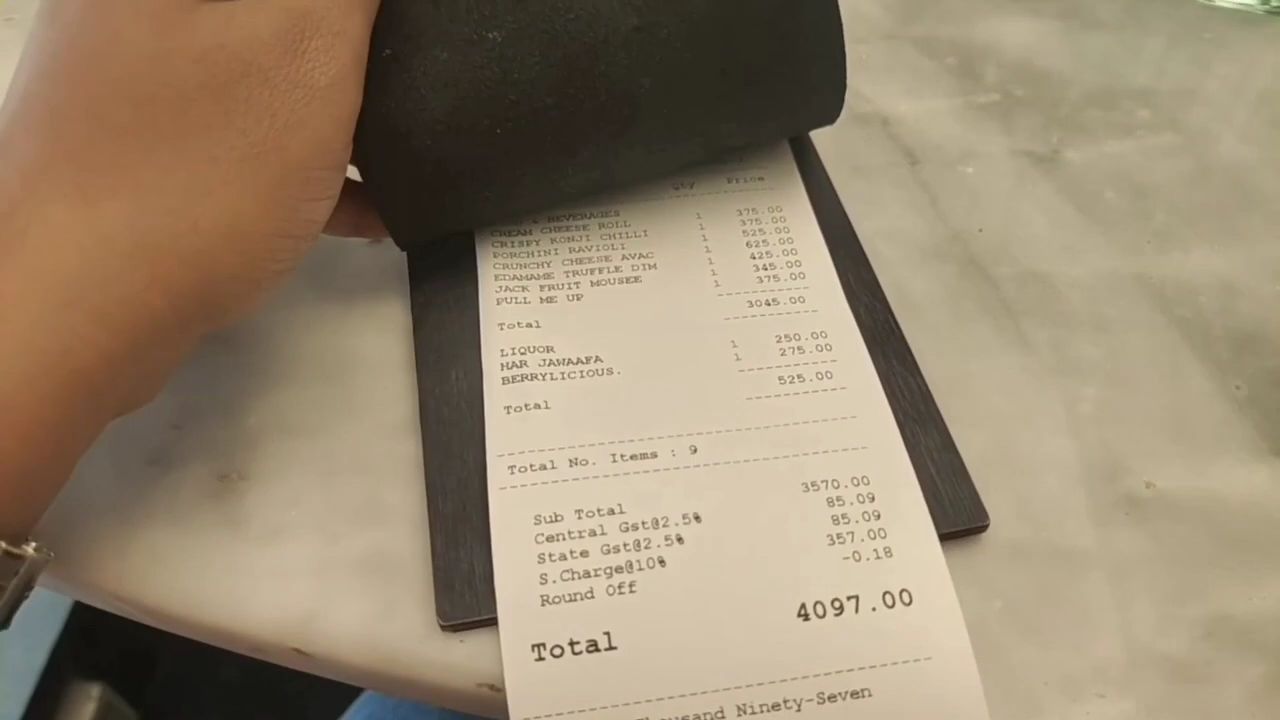 Qty Price
BEVERAGES
CREAM CHEESE ROLL 1 375.00
CRISPY KONJI CHILLI 1 375.00
PORCHINI RAVIOLI 1 525.00
CRUNCHY CHEESE AVAC 1 625.00
EDAMAME TRUFFLE DIM 1 425.00
JACK FRUIT MOUSEE 1 345.00
PULL ME UP 1 375.00
Total 3045.00
LIQUOR
HAR JAWAAFA 1 250.00
BERRYLICIOUS. 1 275.00
Total 525.00
Total No. Items : 9
Sub Total 3570.00
Central Gst@2.5% 85.09
State Gst@2.5% 85.09
S.Charge@10% 357.00
Round Off -0.18
Total 4097.00
Ninety-Seven